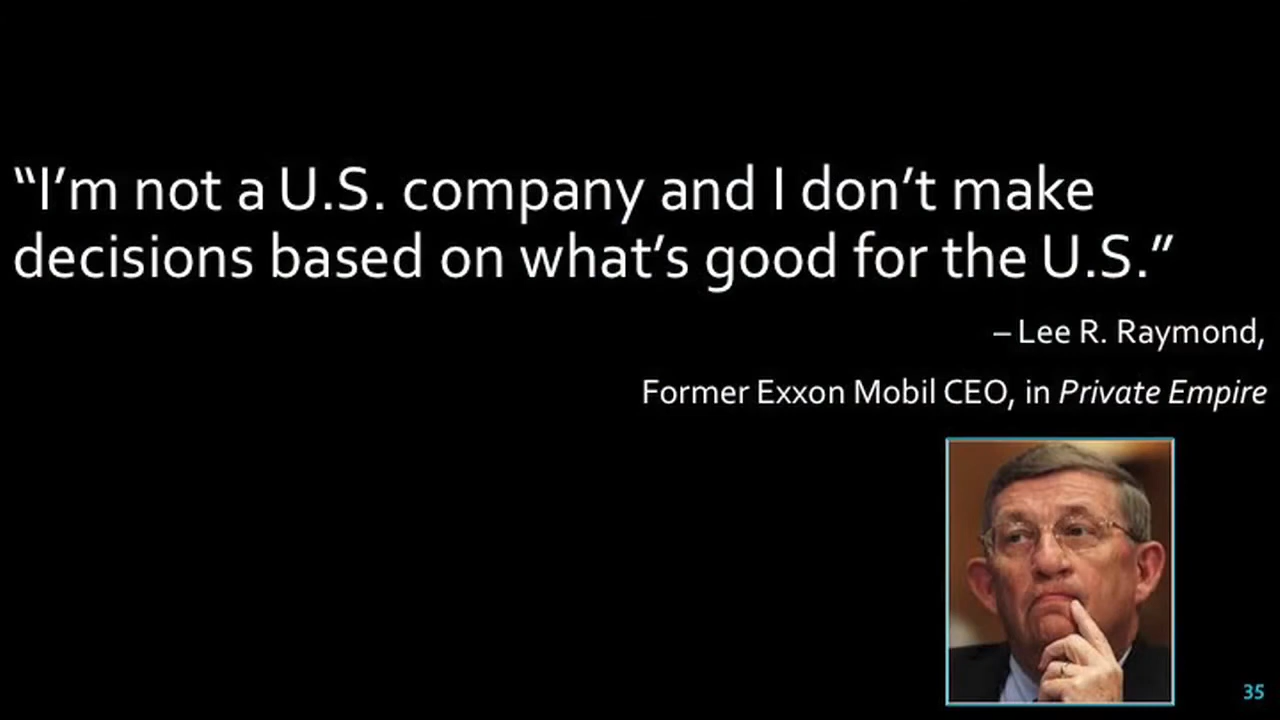 “I’m not a U.S. company and I don’t make
decisions based on what’s good for the U.S.”
– Lee R. Raymond,
Former Exxon Mobil CEO, in Private Empire
35